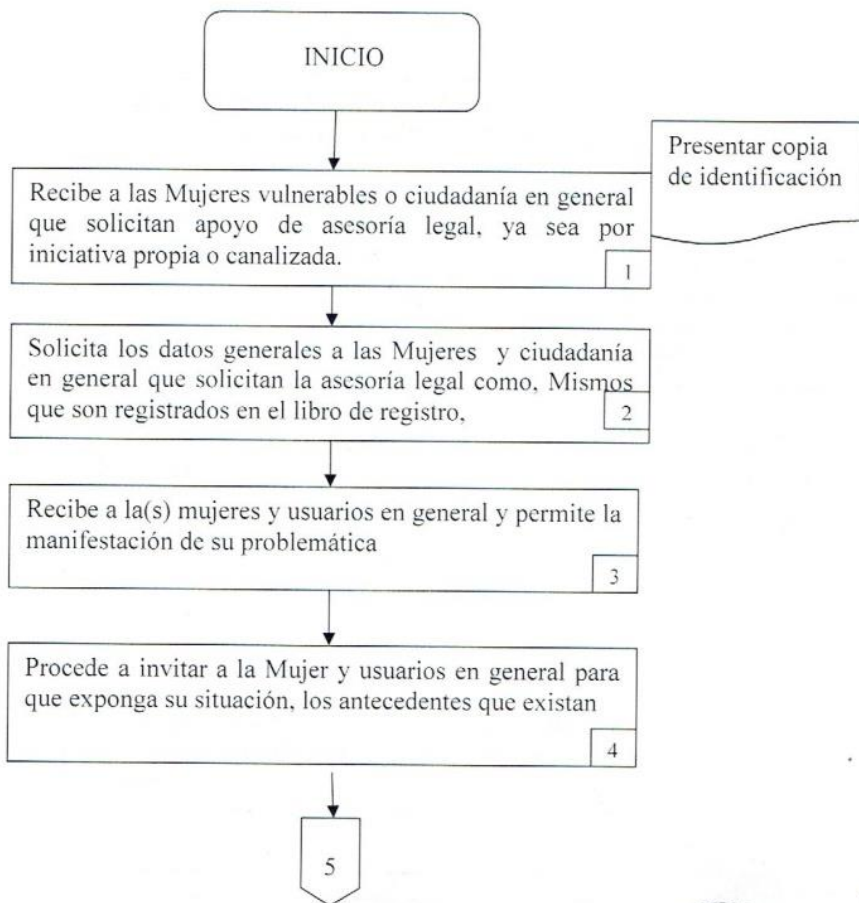 INICIO
Presentar copia
de identificación
Recibe a las Mujeres vulnerables o ciudadanía en general
que solicitan apoyo de asesoría legal, ya sea por
iniciativa propia o canalizada.
1
Solicita los datos generales a las Mujeres y ciudadanía
en general que solicitan la asesoría legal como, Mismos
que son registrados en el libro de registro,
2
Recibe a la(s) mujeres y usuarios en general y permite la
manifestación de su problemática
3
Procede a invitar a la Mujer y usuarios en general para
que exponga su situación, los antecedentes que existan
4
5